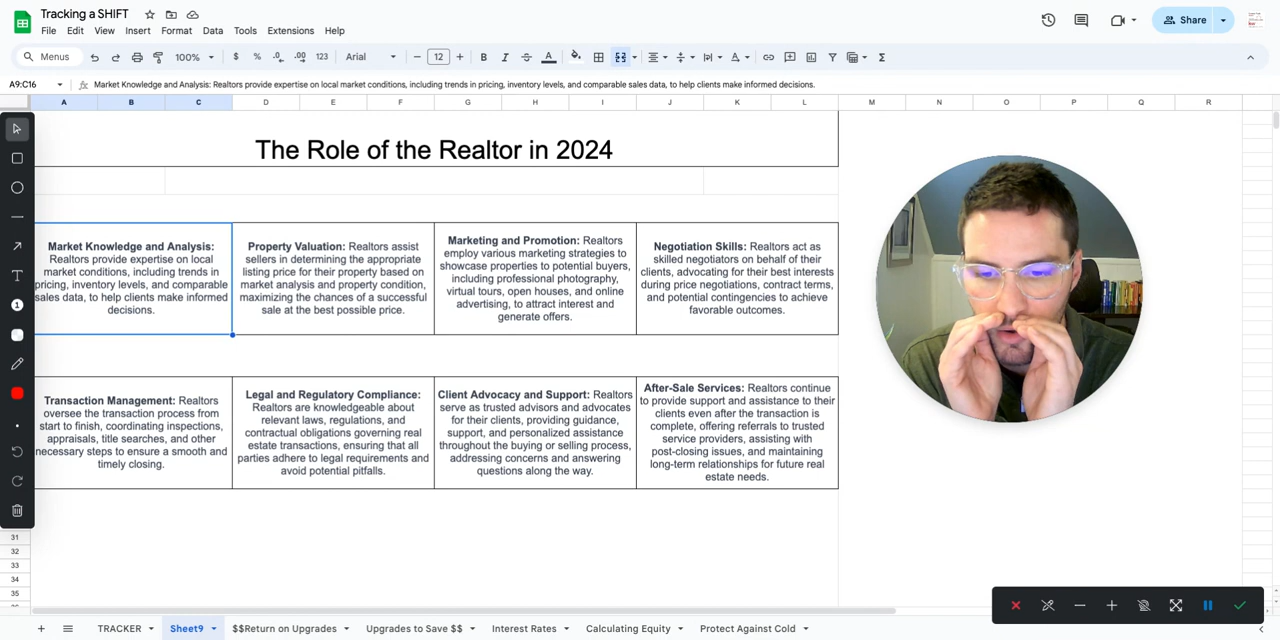 Tracking a SHIFT
File Edit View Insert Format Data Tools Extensions Help
Share
Menus 100% $ % .0 .00 123 Arial 12 B I A Σ
A9:C16 fx Market Knowledge and Analysis: Realtors provide expertise on local market conditions, including trends in pricing, inventory levels, and comparable sales data, to help clients make informed decisions.
A B C D E F G H I J K L M N O P Q R
The Role of the Realtor in 2024
Market Knowledge and Analysis:
Realtors provide expertise on local
market conditions, including trends in
pricing, inventory levels, and comparable
sales data, to help clients make informed
decisions.
Property Valuation: Realtors assist
sellers in determining the appropriate
listing price for their property based on
market analysis and property condition,
maximizing the chances of a successful
sale at the best possible price.
Marketing and Promotion: Realtors
employ various marketing strategies to
showcase properties to potential buyers,
including professional photography,
virtual tours, open houses, and online
advertising, to attract interest and
generate offers.
Negotiation Skills: Realtors act as
skilled negotiators on behalf of their
clients, advocating for their best interests
during price negotiations, contract terms,
and potential contingencies to achieve
favorable outcomes.
Transaction Management: Realtors
oversee the transaction process from
start to finish, coordinating inspections,
appraisals, title searches, and other
necessary steps to ensure a smooth and
timely closing.
Legal and Regulatory Compliance:
Realtors are knowledgeable about
relevant laws, regulations, and
contractual obligations governing real
estate transactions, ensuring that all
parties adhere to legal requirements and
avoid potential pitfalls.
Client Advocacy and Support: Realtors
serve as trusted advisors and advocates
for their clients, providing guidance,
support, and personalized assistance
throughout the buying or selling process,
addressing concerns and answering
questions along the way.
After-Sale Services: Realtors continue
to provide support and assistance to their
clients even after the transaction is
complete, offering referrals to trusted
service providers, assisting with
post-closing issues, and maintaining
long-term relationships for future real
estate needs.
T
1
31
32
33
34
35
TRACKER Sheet9 $$Return on Upgrades Upgrades to Save $$ Interest Rates Calculating Equity Protect Against Cold